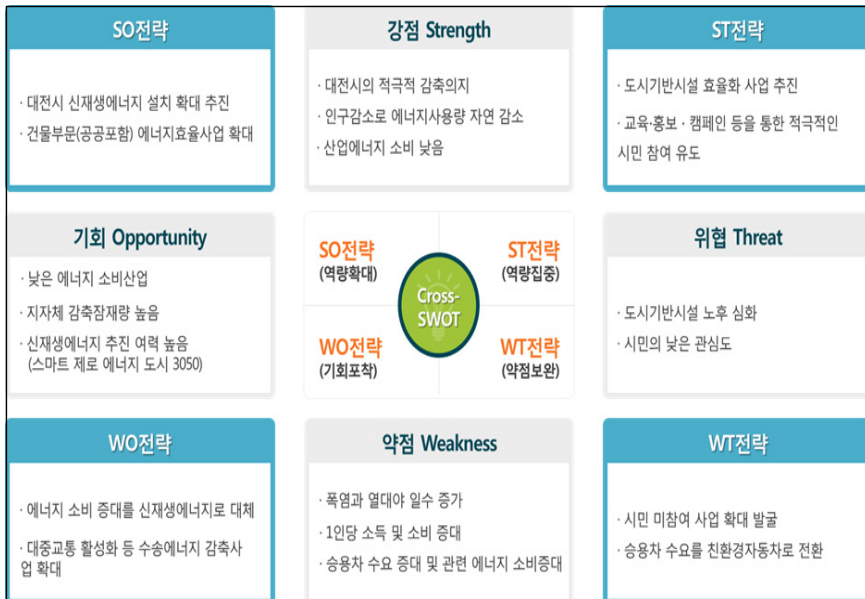 SO전략
· 대전시 신재생에너지 설치 확대 추진
· 건물부문(공공포함) 에너지효율사업 확대
강점 Strength
· 대전시의 적극적 감축의지
· 인구감소로 에너지사용량 자연 감소
· 산업에너지 소비 낮음
ST전략
· 도시기반시설 효율화 사업 추진
· 교육·홍보 · 캠페인 등을 통한 적극적인
시민 참여 유도
기회 Opportunity
· 낮은 에너지 소비산업
· 지자체 감축잠재량 높음
· 신재생에너지 추진 여력 높음
(스마트 제로 에너지 도시 3050)
SO전략
(역량확대)
ST전략
(역량집중)
Cross-
SWOT
WO전략
(기회포착)
WT전략
(약점보완)
위협 Threat
· 도시기반시설 노후 심화
· 시민의 낮은 관심도
WO전략
· 에너지 소비 증대를 신재생에너지로 대체
· 대중교통 활성화 등 수송에너지 감축사
업 확대
약점 Weakness
· 폭염과 열대야 일수 증가
· 1인당 소득 및 소비 증대
· 승용차 수요 증대 및 관련 에너지 소비증대
WT전략
· 시민 미참여 사업 확대 발굴
· 승용차 수요를 친환경자동차로 전환